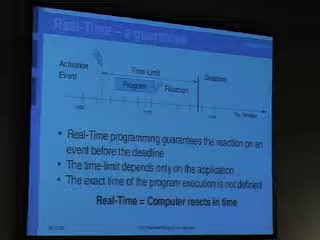 Real-Time – a guarantee
Activation
Event
Time-Limit
Deadline
Program
Reaction
• Real-Time programming guarantees the reaction on an
event before the deadline
• The time-limit depends only on the application
• The exact time of the program execution is not defined
Real-Time = Computer reacts in time